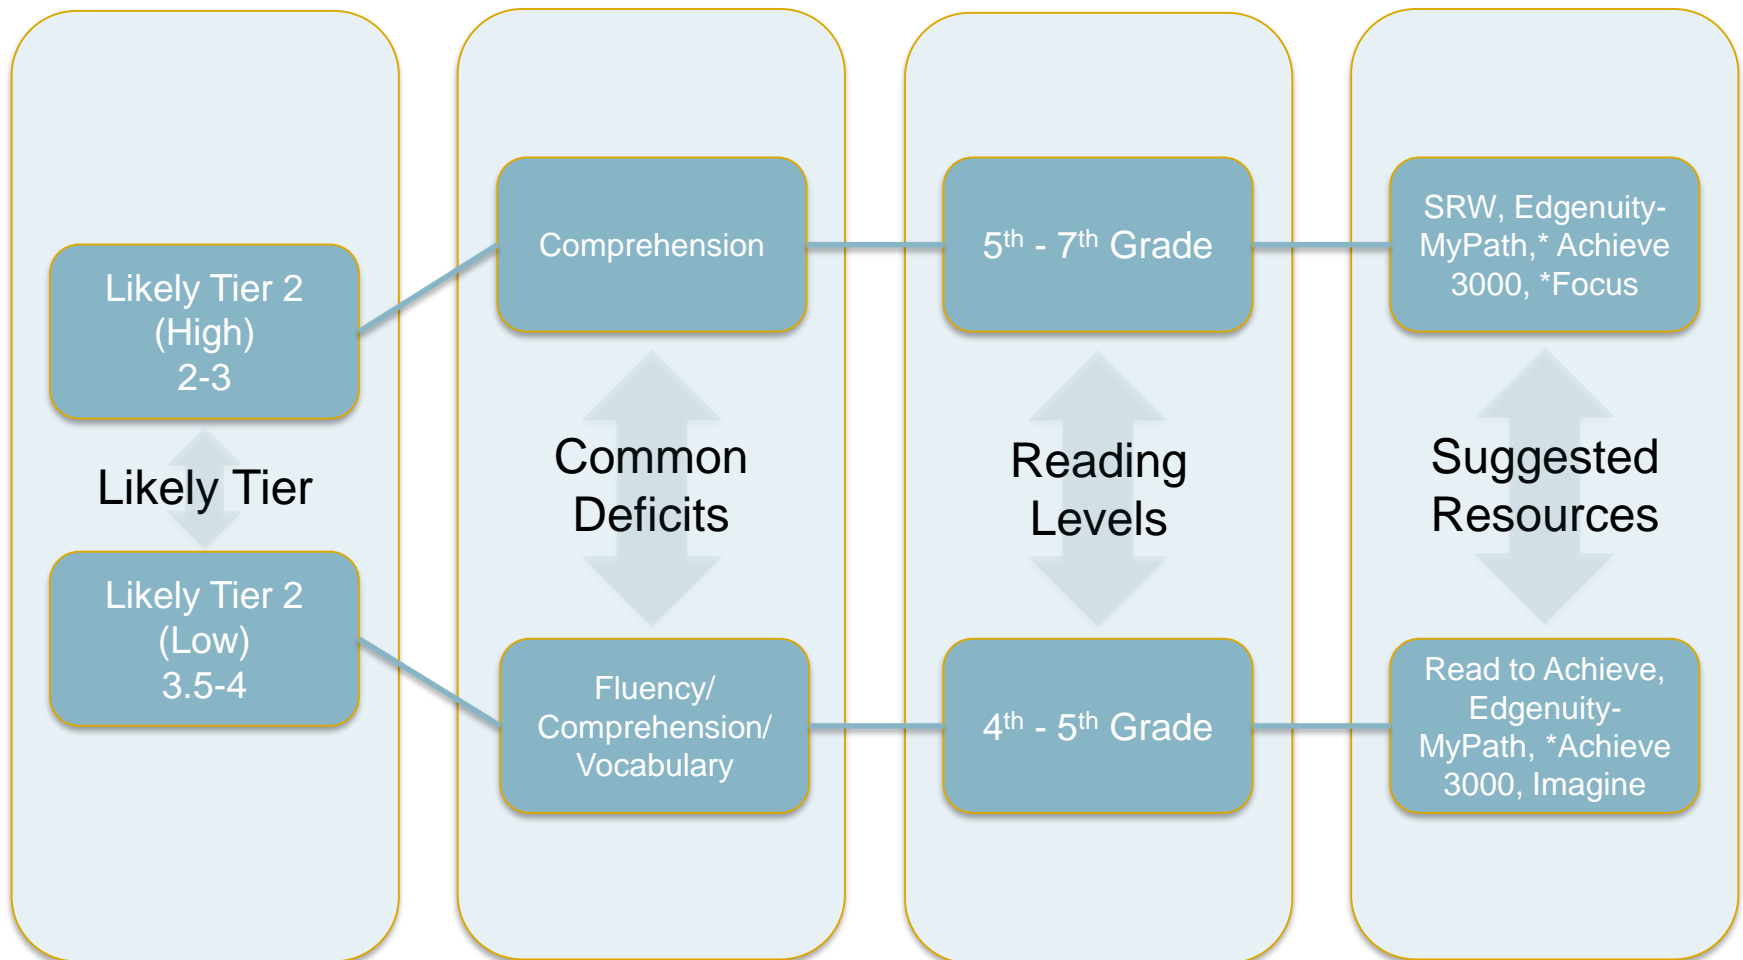 Likely Tier 2
(High)
2-3
Likely Tier
Likely Tier 2
(Low)
3.5-4
Comprehension
Common
Deficits
Fluency/
Comprehension/
Vocabulary
5th - 7th Grade
Reading
Levels
4th - 5th Grade
SRW, Edgenuity-
MyPath,* Achieve
3000, *Focus
Suggested
Resources
Read to Achieve,
Edgenuity-
MyPath, *Achieve
3000, Imagine